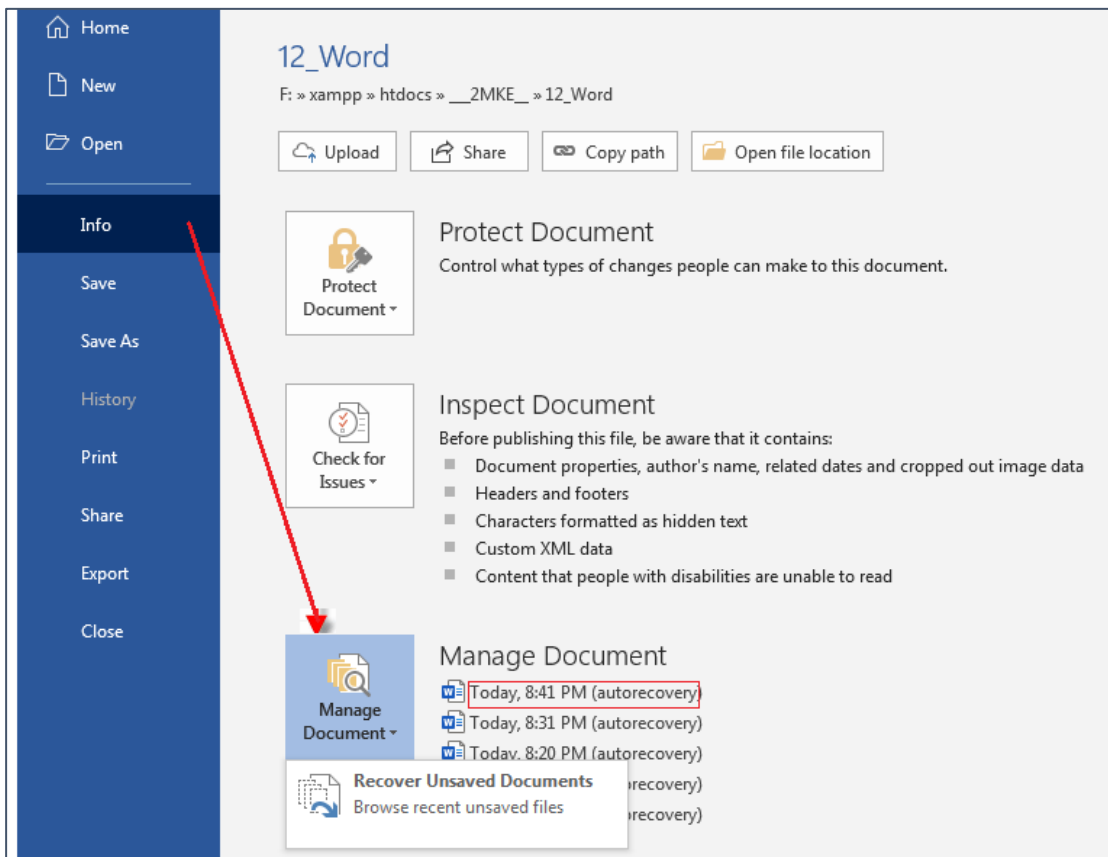 Home
New
Open
Info
Save
Save As
History
Print
Share
Export
Close
12_Word
F: » xampp » htdocs » ___2MKE__ » 12_Word
Upload
Share
Copy path
Open file location
Protect
Document
Protect Document
Control what types of changes people can make to this document.
Check for
Issues
Inspect Document
Before publishing this file, be aware that it contains:
Document properties, author's name, related dates and cropped out image data
Headers and footers
Characters formatted as hidden text
Custom XML data
Content that people with disabilities are unable to read
Manage
Document
Manage Document
Today, 8:41 PM (autorecovery)
Today, 8:31 PM (autorecovery)
Today, 8:20 PM (autorecovery)
Recover Unsaved Documents
Browse recent unsaved files
recovery)
recovery)